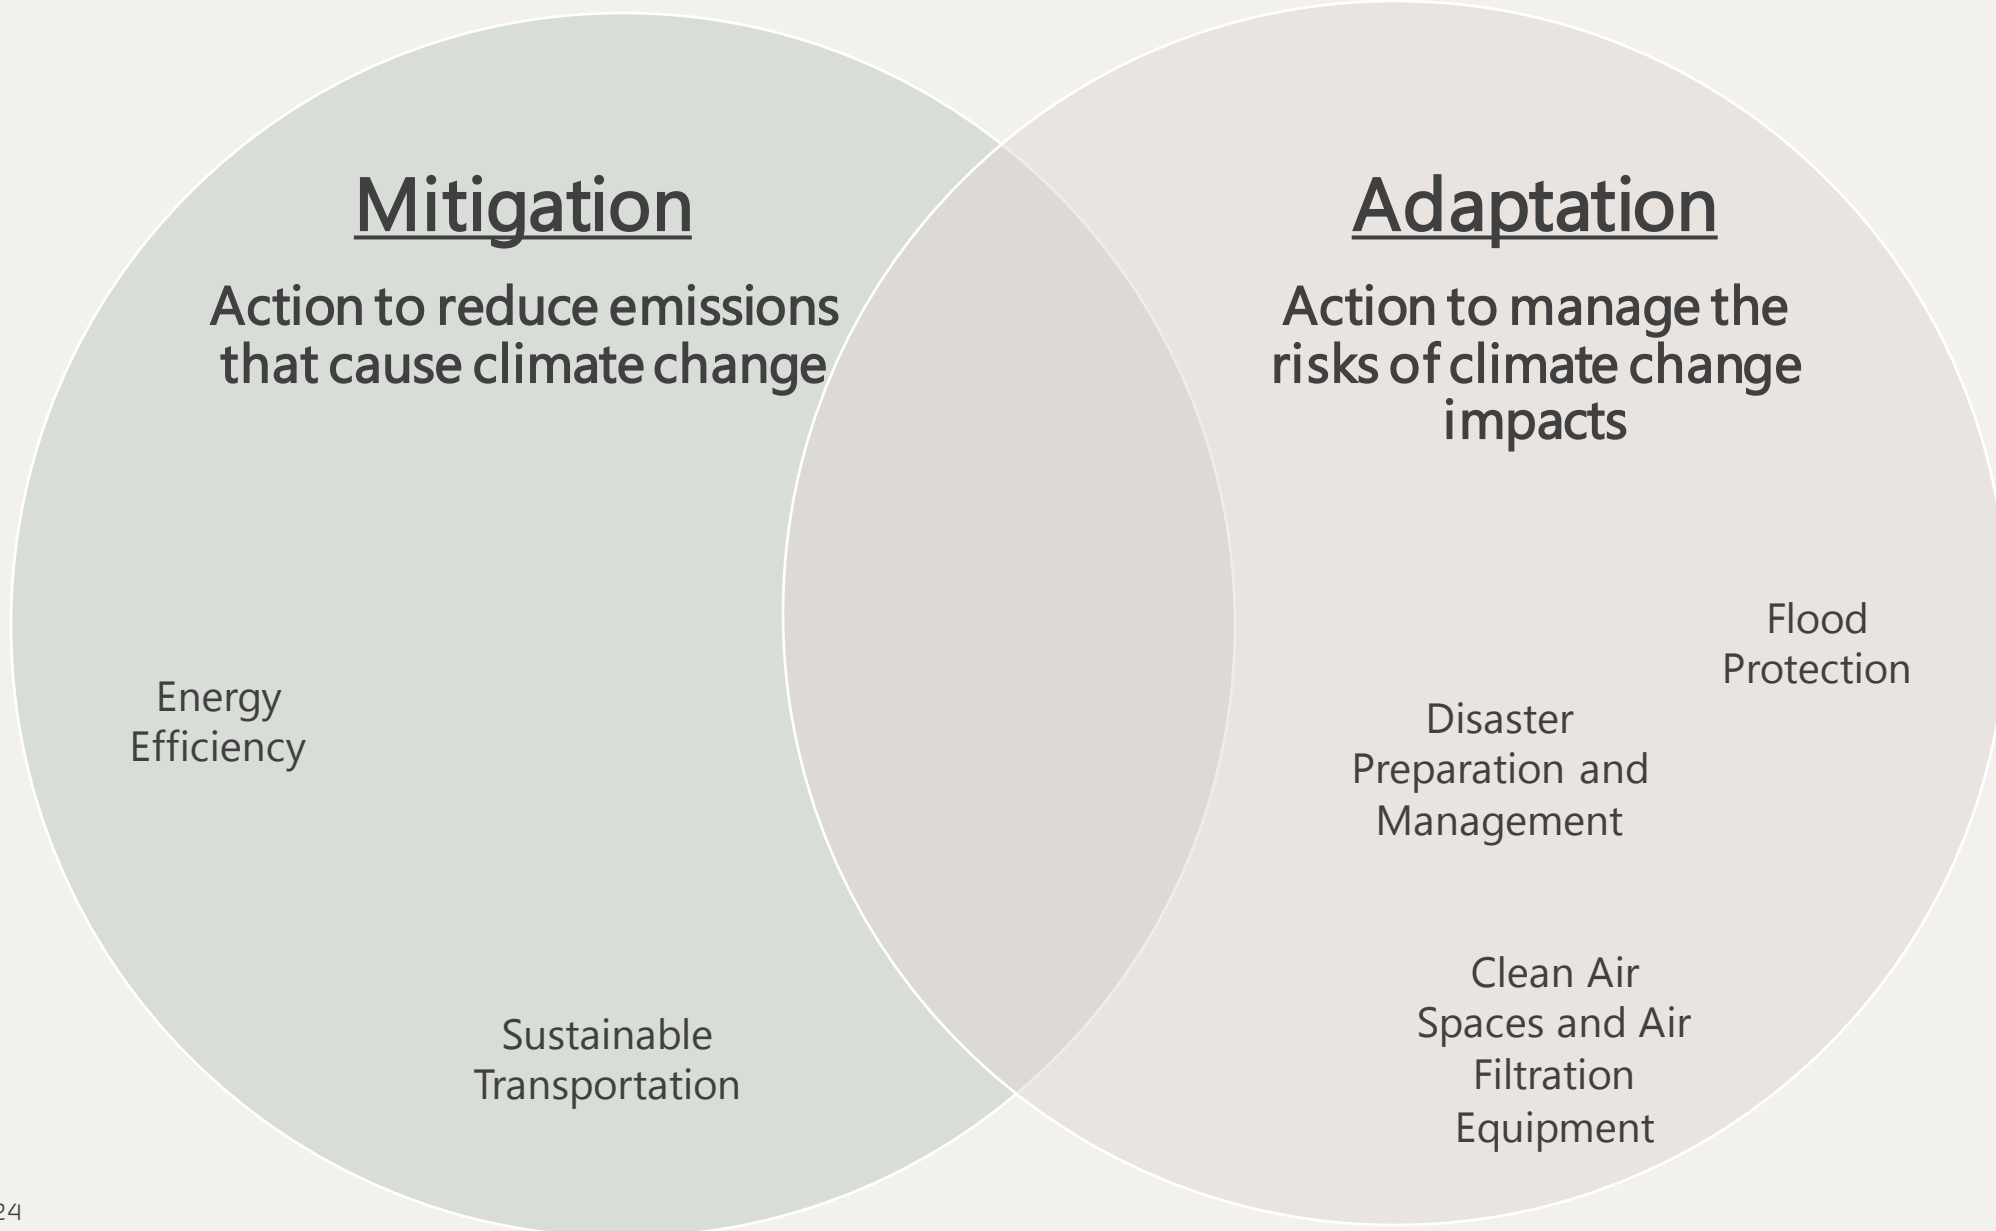 Mitigation
Action to reduce emissions
that cause climate change
Energy
Efficiency
Sustainable
Transportation
Adaptation
Action to manage the
risks of climate change
impacts
Flood
Protection
Disaster
Preparation and
Management
Clean Air
Spaces and Air
Filtration
Equipment
24